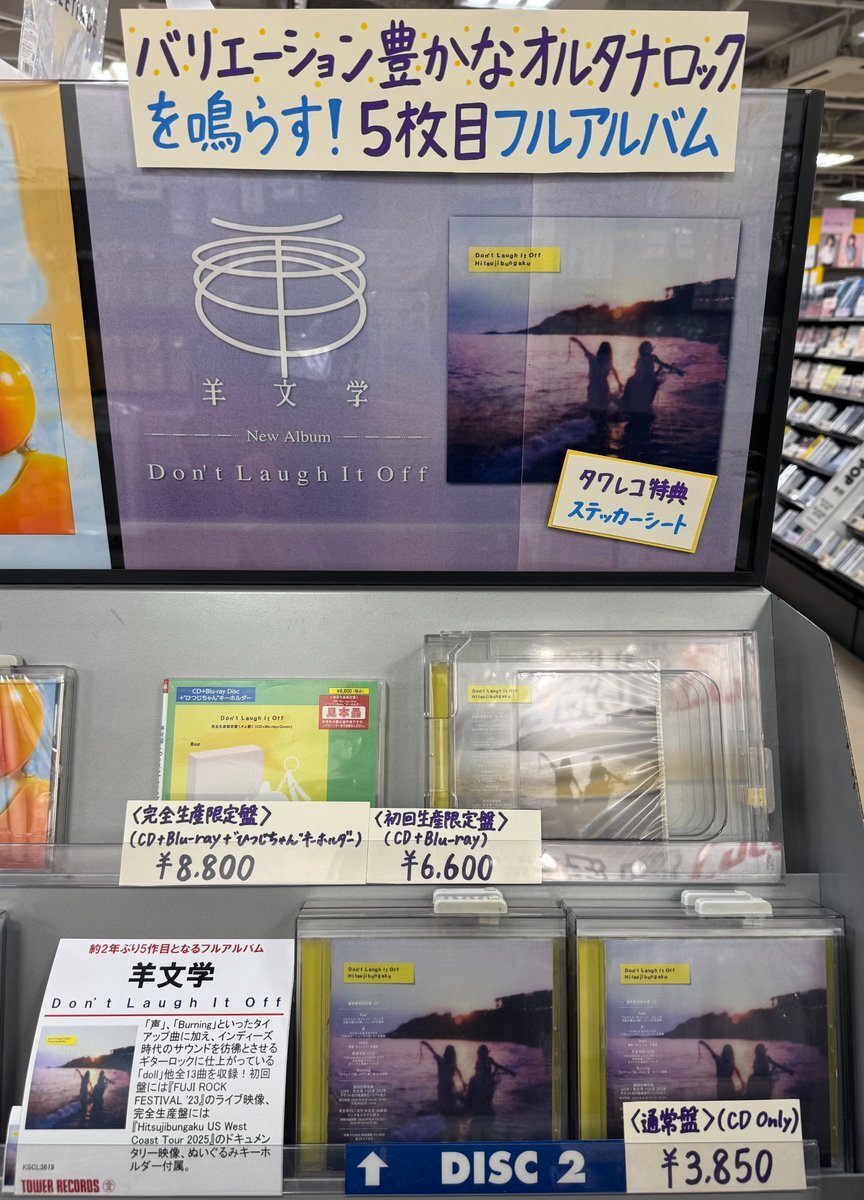 バリエーション豊かなオルタナロック
を鳴らす!5枚目フルアルバム
羊文学
New Album
Don't Laugh It Off
Don't Laugh It Off
Hitsujibungaku
タワレコ特典
ステッカーシート
CD+Blu-ray Disc
+"ひつじちゃん"キーホルダー
¥8,800
見本品
Don't Laugh It Off
Box
Don't Laugh It Off
Hitsujibungaku
〈完全生産限定盤〉
(CD+Blu-ray+"ひつじちゃん"キーホルダー)
¥8.800
〈初回生産限定盤〉
(CD+Blu-ray)
¥6.600
約2年ぶり5作目となるフルアルバム
羊文学
Don't Laugh It Off
「声」、「Burning」といったタイ
アップ曲に加え、インディーズ
時代のサウンドを彷彿とさせる
ギターロックに仕上がっている
「doll」他全13曲を収録!初回
盤には『FUJI ROCK
FESTIVAL '23』のライブ映像、
完全生産盤には
『Hitsujibungaku US West
Coast Tour 2025』のドキュメン
タリー映像、ぬいぐるみキーホ
ルダー付属。
KSCL3619
TOWER RECORDS
Don't Laugh It Off
Hitsujibungaku
Don't Laugh It Off
Hitsujibungaku
DISC 2
〈通常盤〉(CD Only)
¥3.850